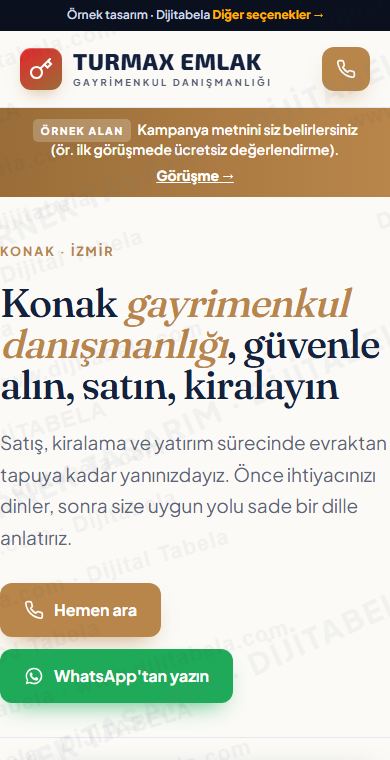 Örnek tasarım · Dijitabela Diğer seçenekler →
TURMAX EMLAK
GAYRİMENKUL DANIŞMANLIĞI
ÖRNEK ALAN Kampanya metnini siz belirlersiniz
(ör. ilk görüşmede ücretsiz değerlendirme).
Görüşme →
KONAK · İZMİR
Konak gayrimenkul
danışmanlığı, güvenle
alın, satın, kiralayın
Satış, kiralama ve yatırım sürecinde evraktan
tapuya kadar yanınızdayız. Önce ihtiyacınızı
dinler, sonra size uygun yolu sade bir dille
anlatırız.
Hemen ara
WhatsApp'tan yazın